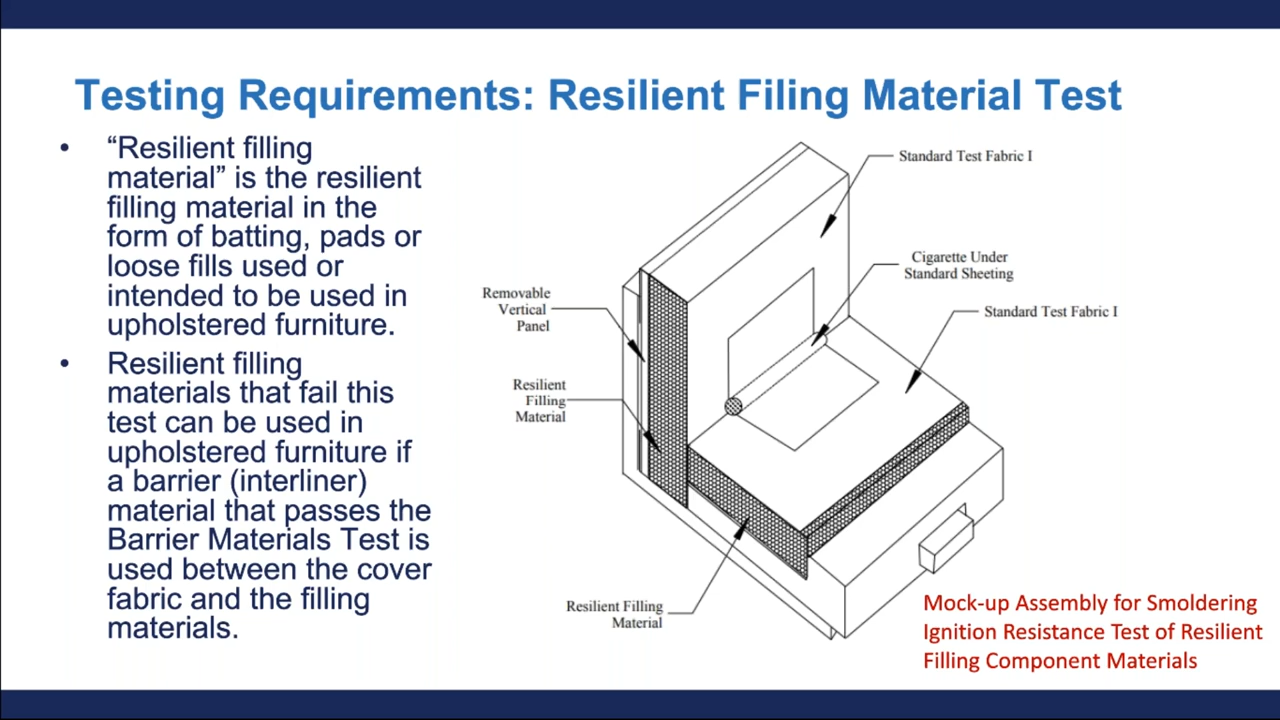 Testing Requirements: Resilient Filing Material Test
• “Resilient filling
material” is the resilient
filling material in the
form of batting, pads or
loose fills used or
intended to be used in
upholstered furniture.
• Resilient filling
materials that fail this
test can be used in
upholstered furniture if
a barrier (interliner)
material that passes the
Barrier Materials Test is
used between the cover
fabric and the filling
materials.
Standard Test Fabric I
Cigarette Under
Standard Sheeting
Removable
Vertical
Panel
Standard Test Fabric I
Resilient
Filling
Material
Resilient Filling
Material
Mock-up Assembly for Smoldering
Ignition Resistance Test of Resilient
Filling Component Materials